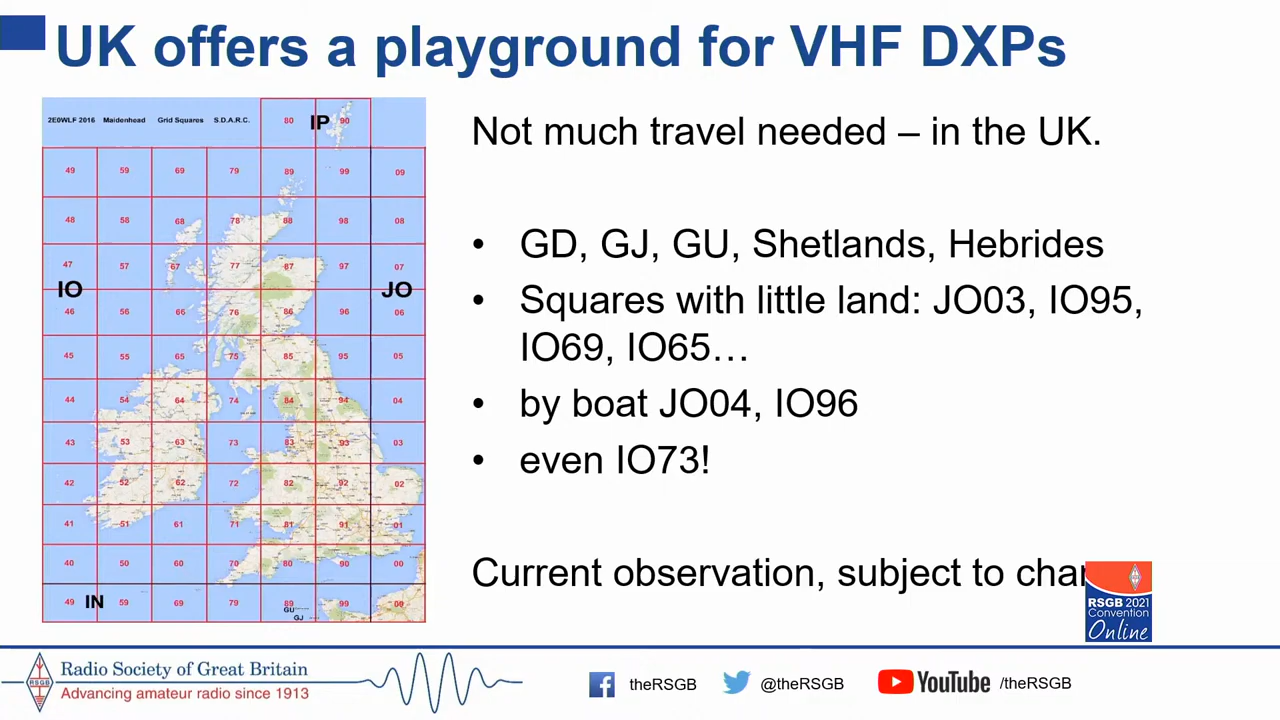 UK offers a playground for VHF DXPs
2E0WLF 2016 Maidenhead Grid Squares S.D.A.R.C. 80 IP 90
49 59 69 79 89 99 09
48 58 68 78 88 98 08
47 57 67 77 87 97 07
IO JO
46 56 66 76 86 96 06
45 55 65 75 85 95 05
44 54 64 74 84 94 04
43 53 63 73 83 93 03
42 52 62 72 82 92 02
41 51 61 71 81 91 01
40 50 60 70 80 90 00
49 IN 59 69 79 89 99 00
GU
GJ
Not much travel needed – in the UK.
• GD, GJ, GU, Shetlands, Hebrides
• Squares with little land: JO03, IO95,
IO69, IO65…
• by boat JO04, IO96
• even IO73!
Current observation, subject to chan
RSGB 2021
Convention
Online
RSGB
Radio Society of Great Britain
Advancing amateur radio since 1913
theRSGB
@theRSGB
YouTube /theRSGB